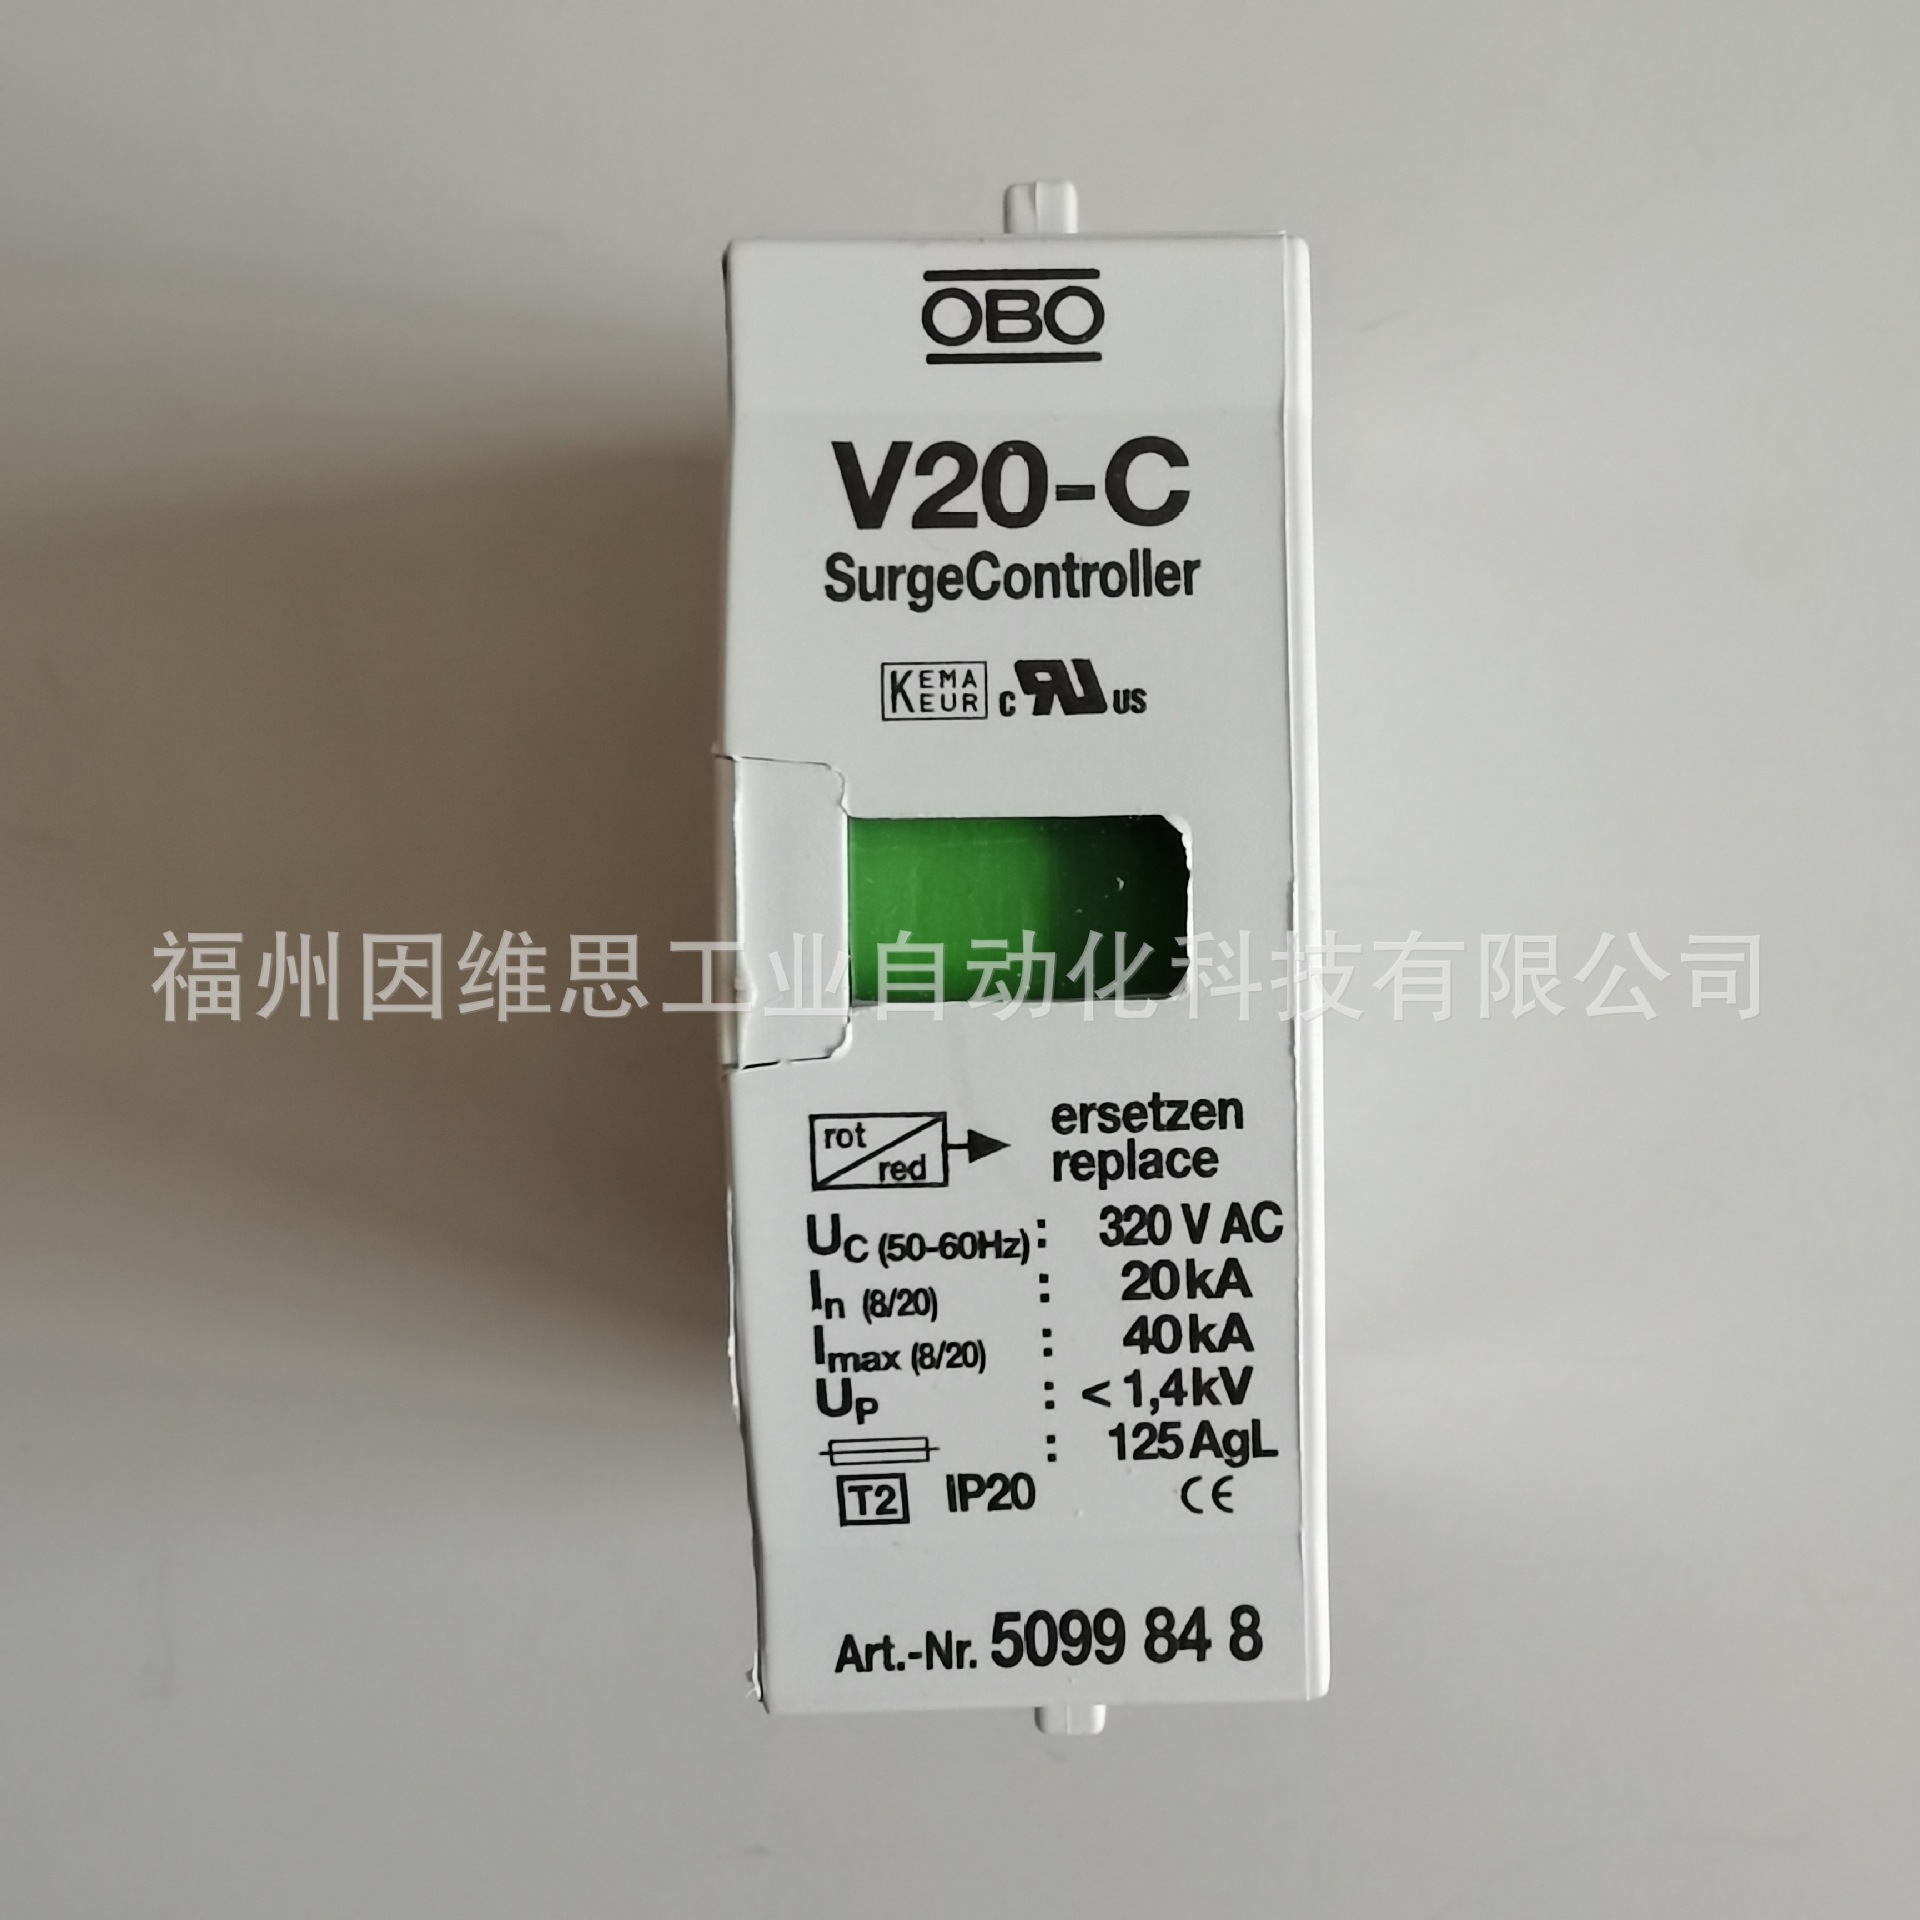 OBO
V20-C
SurgeController
KEMA KEUR c RU US
福州因维思工业自动化科技有限公司
rot / red ersetzen replace
UC (50-60Hz) : 320 V AC
In (8/20) : 20 kA
Imax (8/20) : 40 kA
UP : < 1,4 kV
: 125 AgL
T2 IP20 CE
Art.-Nr. 5099 84 8